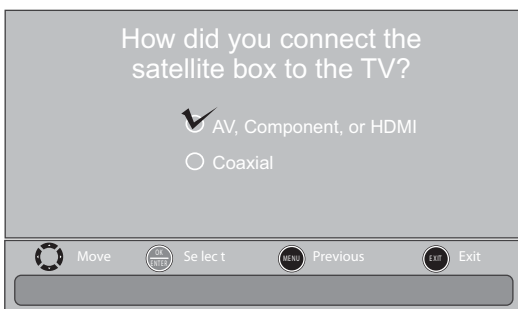 How did you connect the
satellite box to the TV?
AV, Component, or HDMI
Coaxial
Move OK ENTER Se lec t MENU Previous EXIT Exit